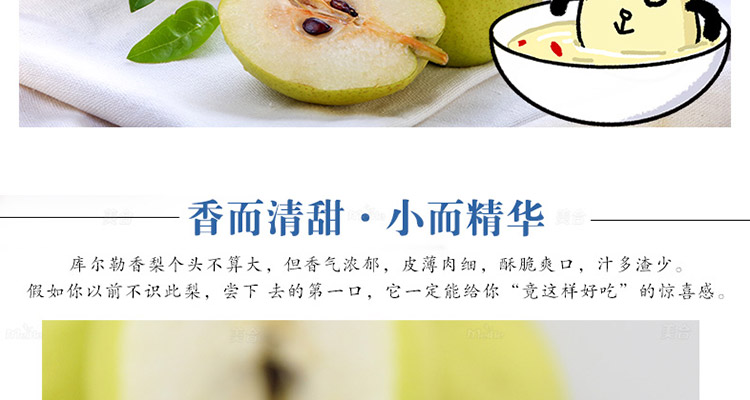 香而清甜·小而精华
库尔勒香梨个头不算大，但香气浓郁，皮薄肉细，酥脆爽口，汁多渣少。
假如你以前不识此梨，尝下 去的第一口，它一定能给你“竟这样好吃”的惊喜感。